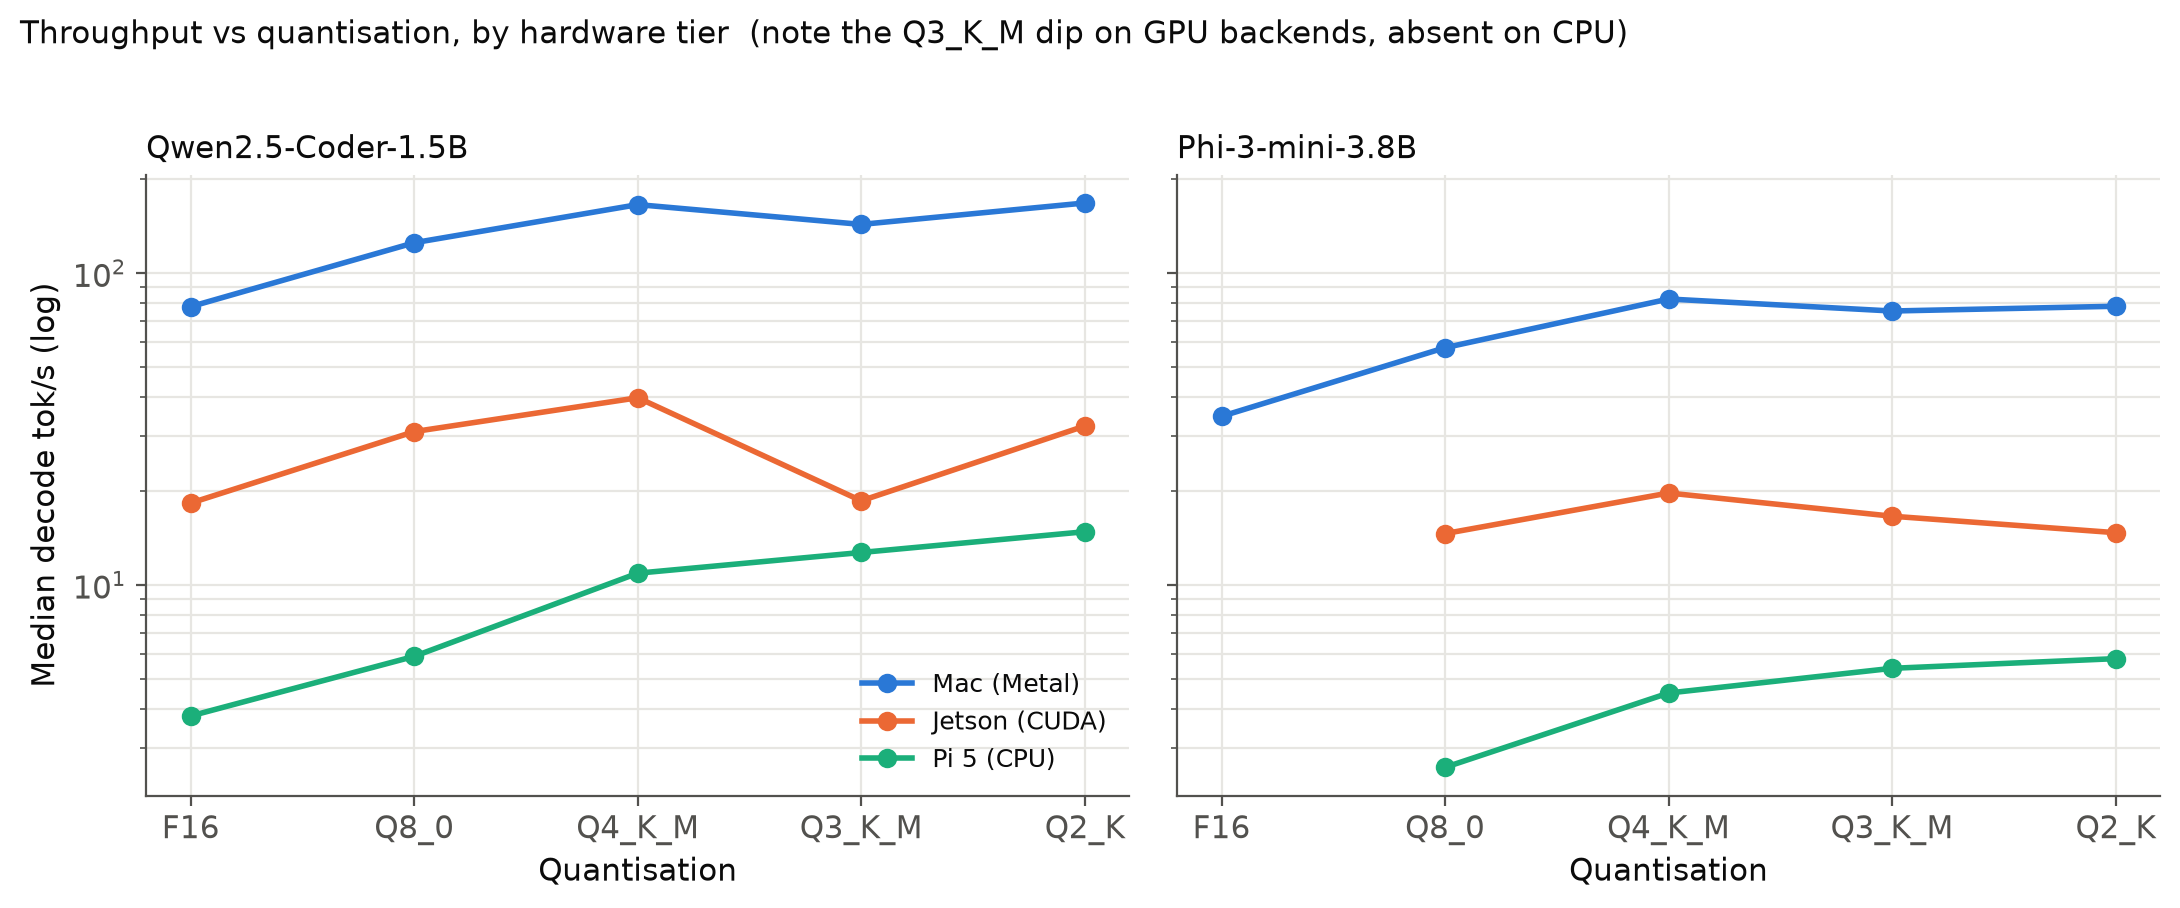 Throughput vs quantisation, by hardware tier  (note the Q3_K_M dip on GPU backends, absent on CPU)
Qwen2.5-Coder-1.5B
Phi-3-mini-3.8B
Median decode tok/s (log)
10²
10¹
Mac (Metal)
Jetson (CUDA)
Pi 5 (CPU)
F16 Q8_0 Q4_K_M Q3_K_M Q2_K
F16 Q8_0 Q4_K_M Q3_K_M Q2_K
Quantisation
Quantisation